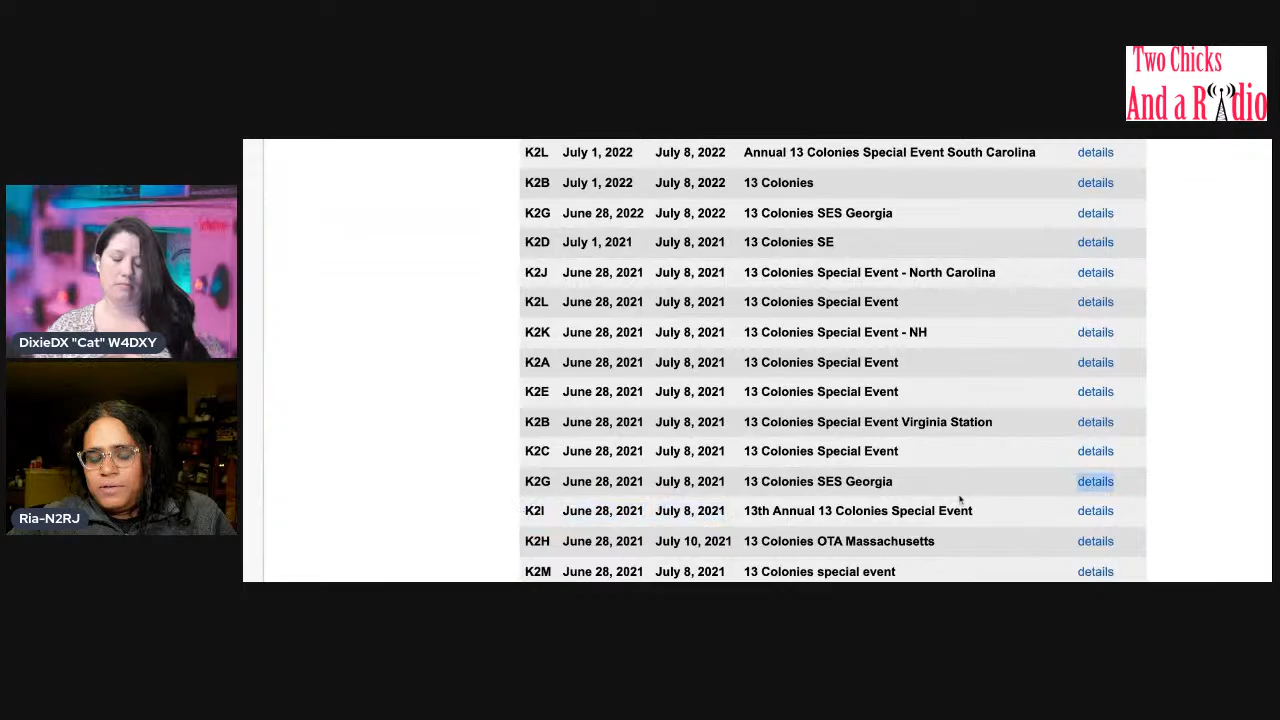 Two Chicks
And a Radio
K2L July 1, 2022 July 8, 2022 Annual 13 Colonies Special Event South Carolina details
K2B July 1, 2022 July 8, 2022 13 Colonies details
K2G June 28, 2022 July 8, 2022 13 Colonies SES Georgia details
K2D July 1, 2021 July 8, 2021 13 Colonies SE details
K2J June 28, 2021 July 8, 2021 13 Colonies Special Event - North Carolina details
K2L June 28, 2021 July 8, 2021 13 Colonies Special Event details
K2K June 28, 2021 July 8, 2021 13 Colonies Special Event - NH details
K2A June 28, 2021 July 8, 2021 13 Colonies Special Event details
K2E June 28, 2021 July 8, 2021 13 Colonies Special Event details
K2B June 28, 2021 July 8, 2021 13 Colonies Special Event Virginia Station details
K2C June 28, 2021 July 8, 2021 13 Colonies Special Event details
K2G June 28, 2021 July 8, 2021 13 Colonies SES Georgia details
K2I June 28, 2021 July 8, 2021 13th Annual 13 Colonies Special Event details
K2H June 28, 2021 July 10, 2021 13 Colonies OTA Massachusetts details
K2M June 28, 2021 July 8, 2021 13 Colonies special event details
DixieDX "Cat" W4DXY
Ria-N2RJ